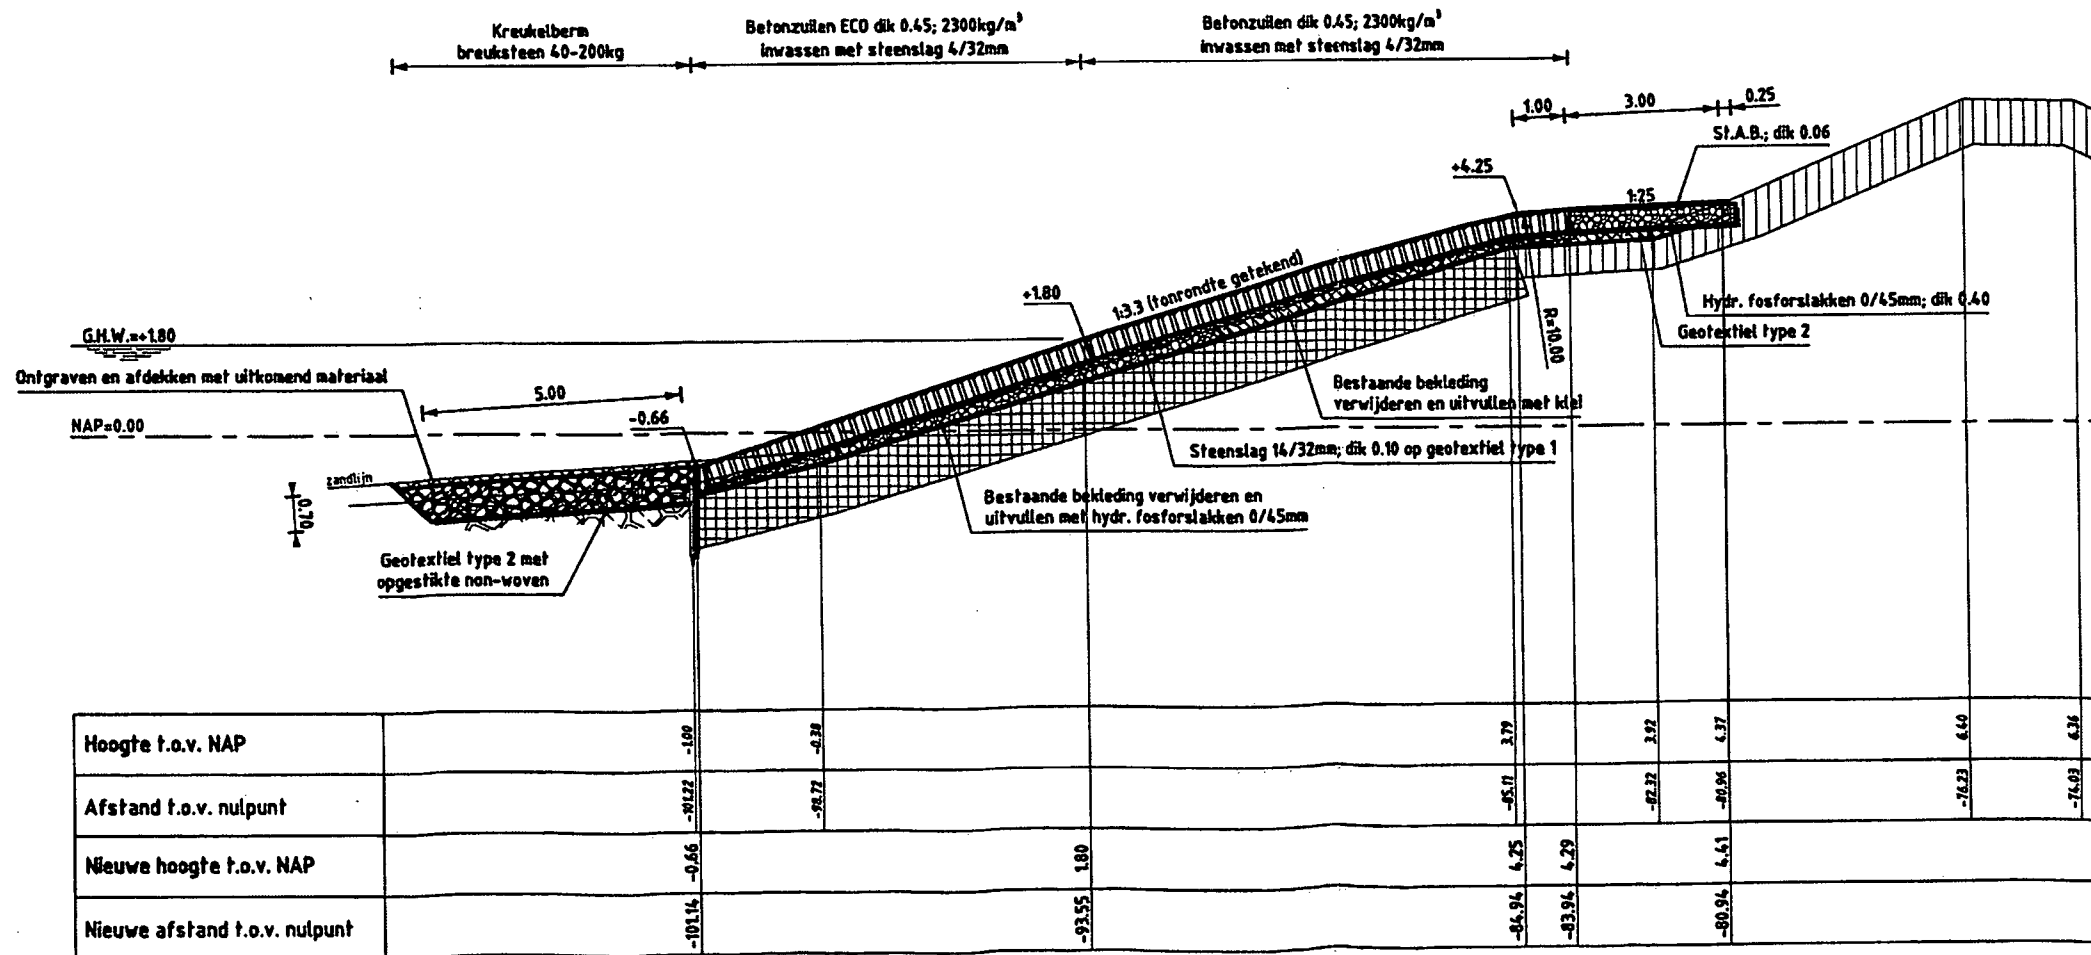 Kreukelberm
breuksteen 40-200kg
Betonzuilen ECO dik 0.45; 2300kg/m³
inwassen met steenslag 4/32mm
Betonzuilen dik 0.45; 2300kg/m³
inwassen met steenslag 4/32mm
1.00
3.00
0.25
St.A.B.; dik 0.06
+4.25
1:25
1:3.3 (tonrondte getekend)
+1.80
Hydr. fosforslakken 0/45mm; dik 0.40
Geotextiel type 2
R=10.00
G.H.W.=+1.80
Ontgraven en afdekken met uitkomend materiaal
5.00
-0.66
NAP=0.00
Bestaande bekleding
verwijderen en uitvullen met klei
Steenslag 14/32mm; dik 0.10 op geotextiel type 1
zandlijn
0.70
Bestaande bekleding verwijderen en
uitvullen met hydr. fosforslakken 0/45mm
Geotextiel type 2 met
opgestikte non-woven
Hoogte t.o.v. NAP -1.00 -0.38 3.79 3.92 4.37 6.40 6.36
Afstand t.o.v. nulpunt -101.22 -98.72 -85.11 -82.32 -80.96 -76.23 -74.03
Nieuwe hoogte t.o.v. NAP -0.66 1.80 4.25 4.29 4.41
Nieuwe afstand t.o.v. nulpunt -101.14 -93.55 -84.94 -83.94 -80.94